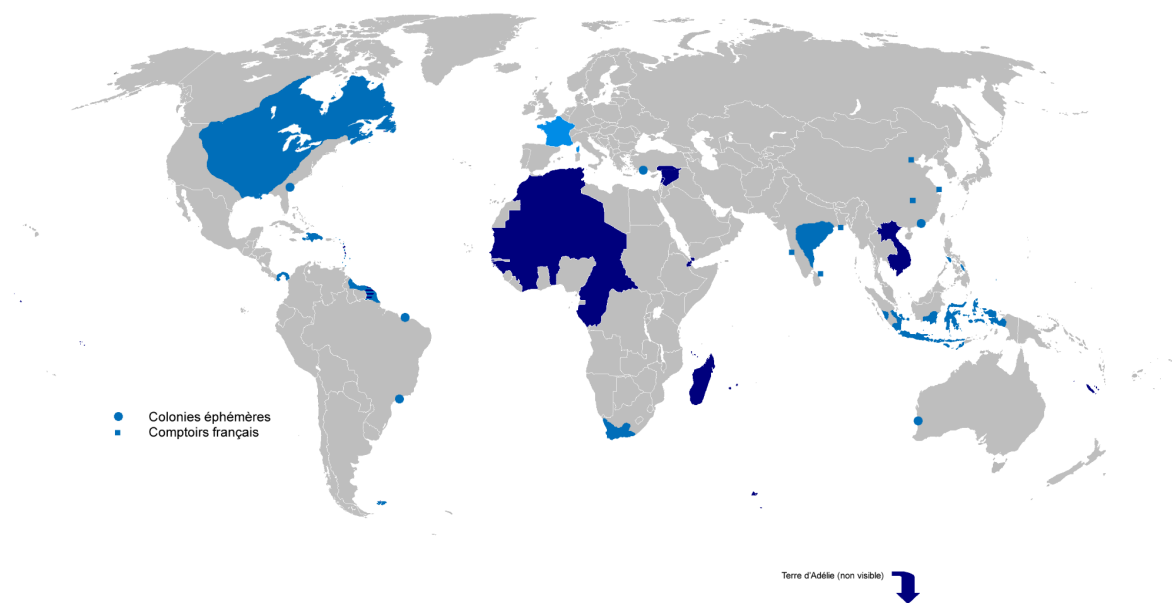 Colonies éphémères
Comptoirs français
Terre d'Adélie (non visible)